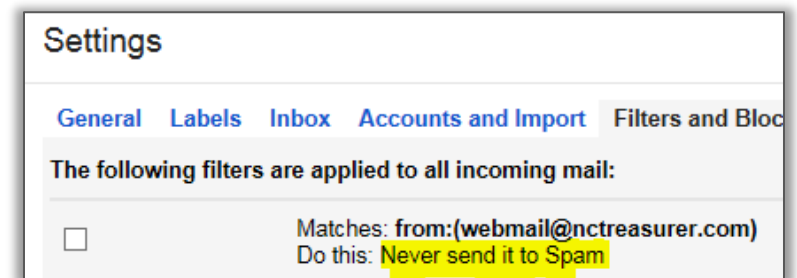 Settings
General Labels Inbox Accounts and Import Filters and Bloc
The following filters are applied to all incoming mail:
Matches: from:(webmail@nctreasurer.com)
Do this: Never send it to Spam